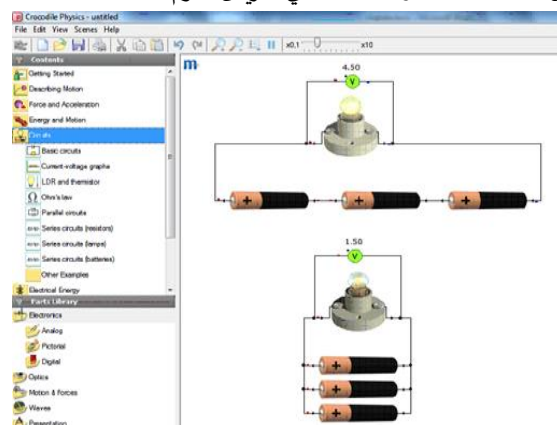 Crocodile Physics - untitled
File Edit View Scenes Help
x0,1 x10
Contents
Getting Started
Describing Motion
Force and Acceleration
Energy and Motion
Circuits
Basic circuits
Current-voltage graphs
LDR and thermistor
Ohm's law
Parallel circuits
Series circuits (resistors)
Series circuits (lamps)
Series circuits (batteries)
Other Examples
Electrical Energy
Parts Library
Electronics
Analog
Pictorial
Digital
Optics
Motion & Forces
Waves
Presentation
m
4.50
V
+
+
+
1.50
V
+
+
+